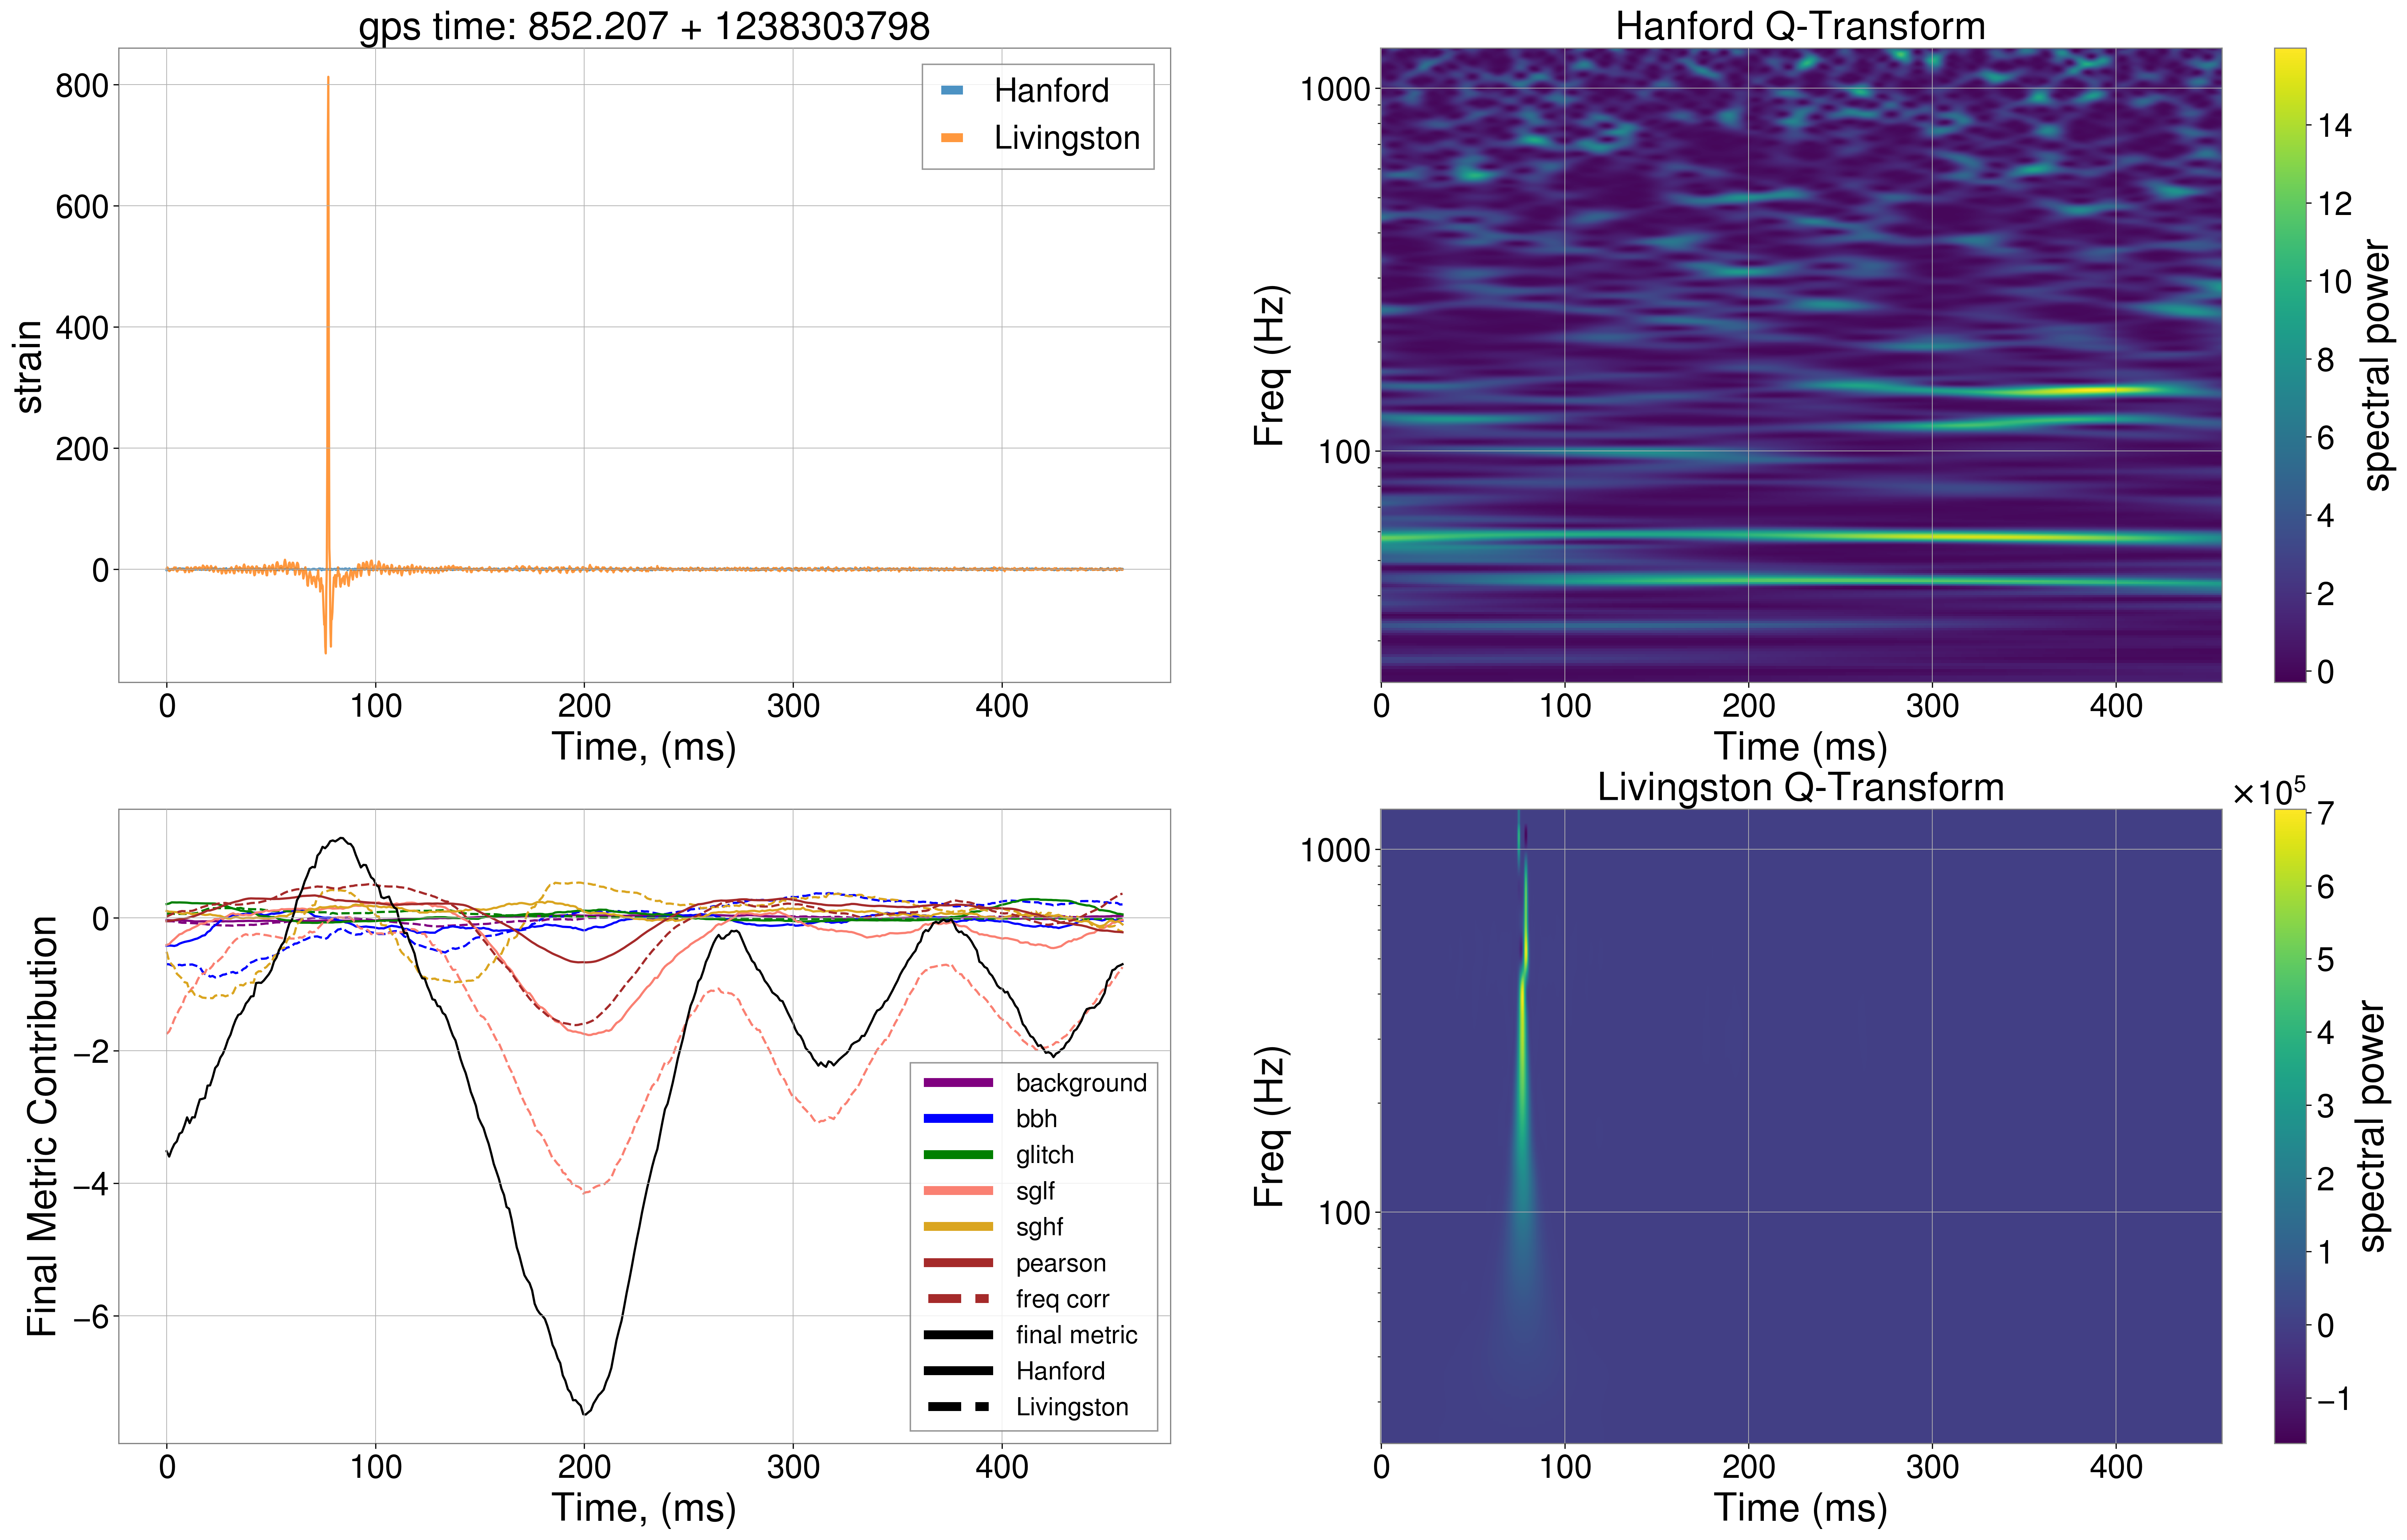 gps time: 852.207 + 1238303798
strain
800
600
400
200
0
Hanford
Livingston
0 100 200 300 400
Time, (ms)
Hanford Q-Transform
Freq (Hz)
1000
100
0 100 200 300 400
Time (ms)
14
12
10
8
6
4
2
0
spectral power
Final Metric Contribution
0
−2
−4
−6
background
bbh
glitch
sglf
sghf
pearson
freq corr
final metric
Hanford
Livingston
0 100 200 300 400
Time, (ms)
Livingston Q-Transform
Freq (Hz)
1000
100
0 100 200 300 400
Time (ms)
×10⁵
7
6
5
4
3
2
1
0
−1
spectral power